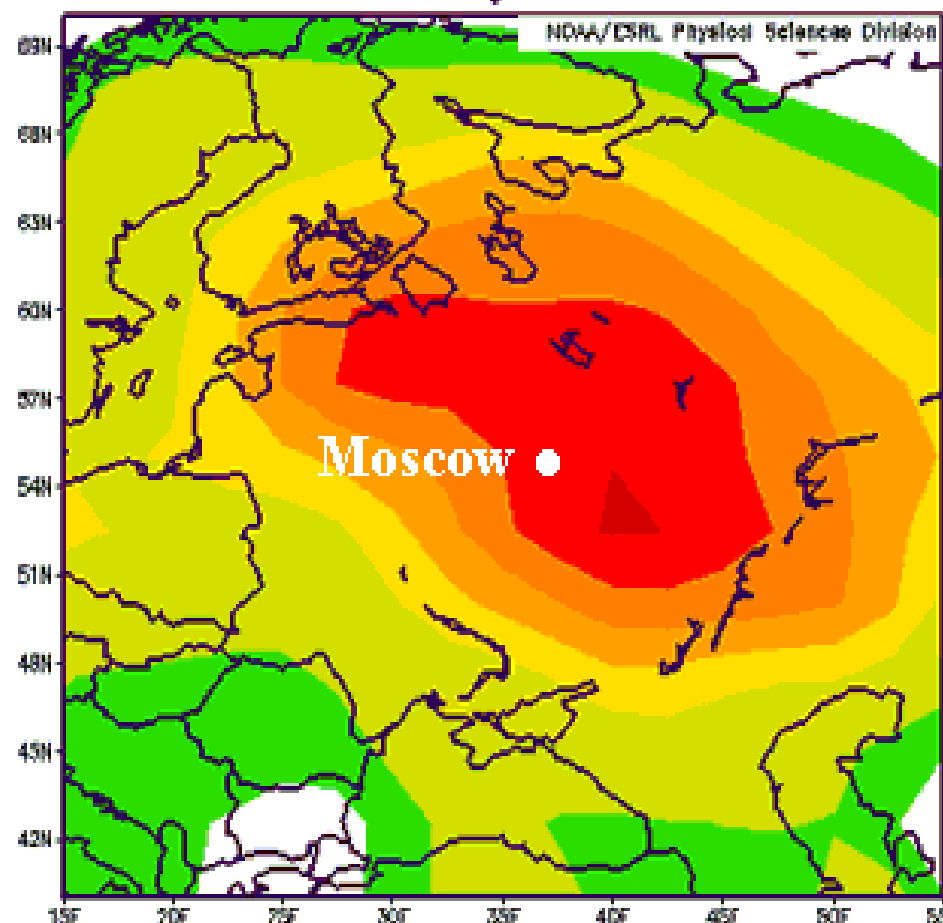 NOAA/ESRL Physical Sciences Division
69N
66N
63N
60N
57N
Moscow
54N
51N
48N
45N
42N
15E 20E 25E 30E 35E 40E 45E 50E